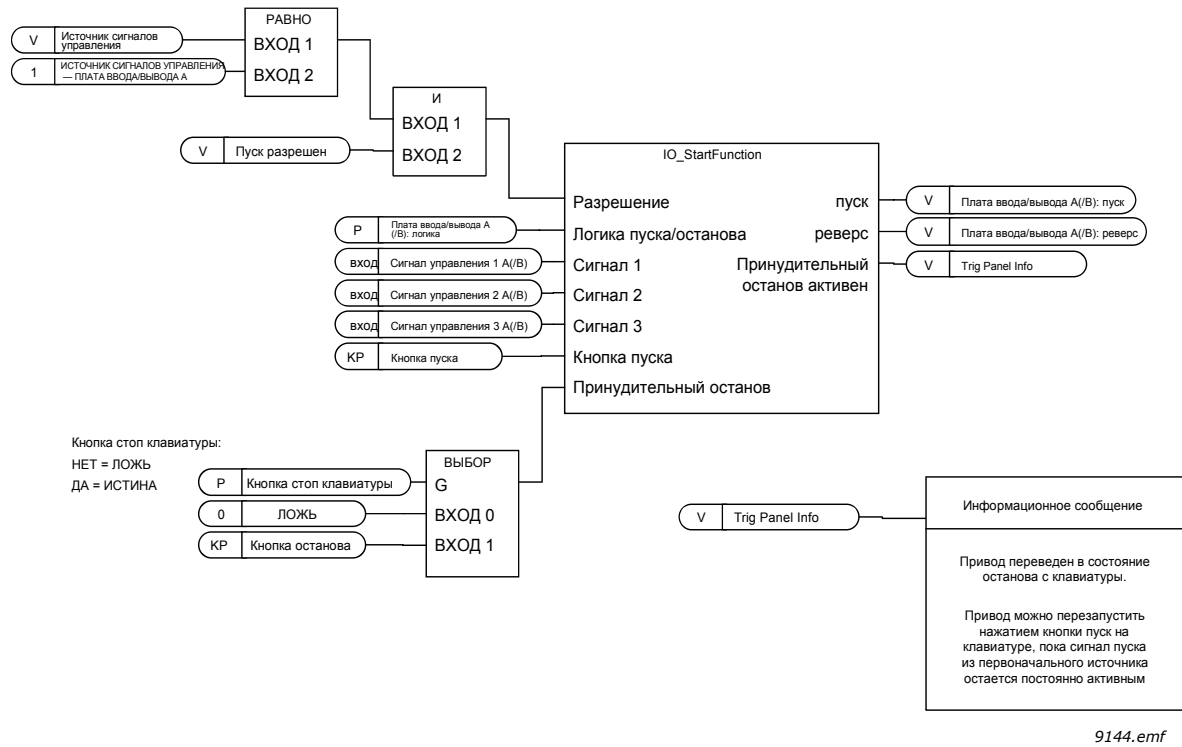 РАВНО
V Источник сигналов
управления
ВХОД 1
1 ИСТОЧНИК СИГНАЛОВ УПРАВЛЕНИЯ
— ПЛАТА ВВОДА/ВЫВОДА А
ВХОД 2
И
ВХОД 1
V Пуск разрешен
ВХОД 2
IO_StartFunction
Разрешение
P Плата ввода/вывода А
(/В): логика
Логика пуска/останова
вход Сигнал управления 1 А(/В)
Сигнал 1
вход Сигнал управления 2 А(/В)
Сигнал 2
вход Сигнал управления 3 А(/В)
Сигнал 3
KP Кнопка пуска
Кнопка пуска
Принудительный останов
пуск
V Плата ввода/вывода А(/В): пуск
реверс
V Плата ввода/вывода А(/В): реверс
Принудительный
останов активен
V Trig Panel Info
Кнопка стоп клавиатуры:
НЕТ = ЛОЖЬ
ДА = ИСТИНА
ВЫБОР
P Кнопка стоп клавиатуры
G
0 ЛОЖЬ
ВХОД 0
KP Кнопка останова
ВХОД 1
V Trig Panel Info
Информационное сообщение
Привод переведен в состояние
останова с клавиатуры.
Привод можно перезапустить
нажатием кнопки пуск на
клавиатуре, пока сигнал пуска
из первоначального источника
остается постоянно активным
9144.emf